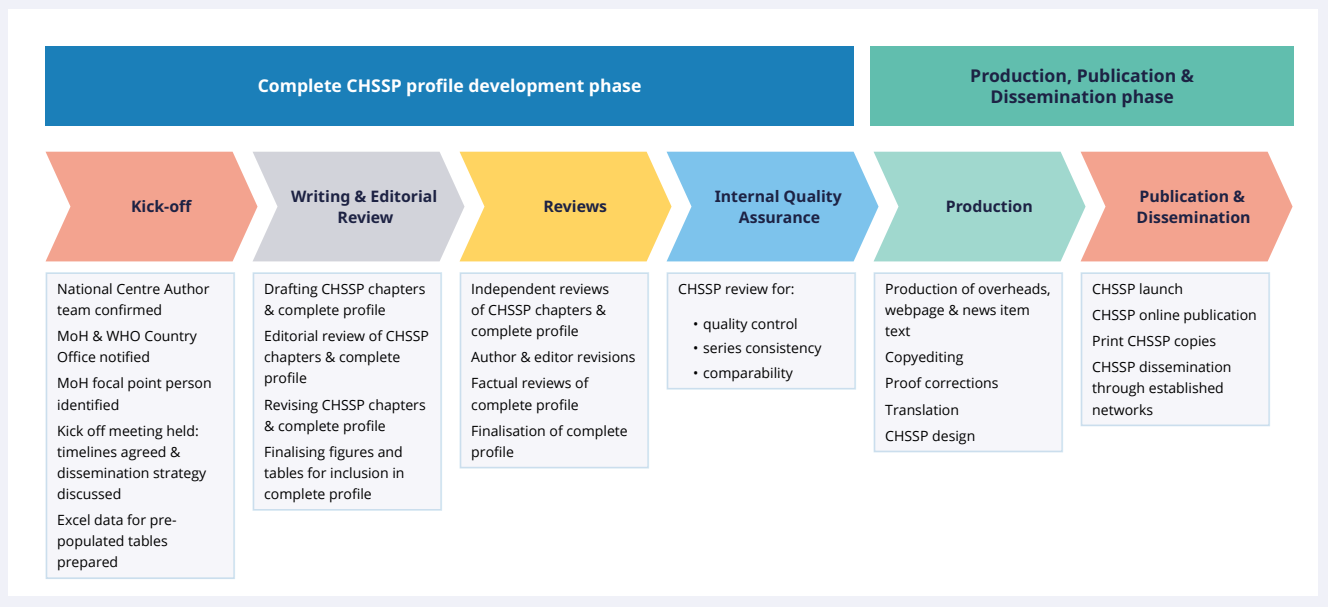 Complete CHSSP profile development phase
Production, Publication &
Dissemination phase
Kick-off
Writing & Editorial
Review
Reviews
Internal Quality
Assurance
Production
Publication &
Dissemination
National Centre Author
team confirmed
MoH & WHO Country
Office notified
MoH focal point person
identified
Kick off meeting held:
timelines agreed &
dissemination strategy
discussed
Excel data for pre-
populated tables
prepared
Drafting CHSSP chapters
& complete profile
Editorial review of CHSSP
chapters & complete
profile
Revising CHSSP chapters
& complete profile
Finalising figures and
tables for inclusion in
complete profile
Independent reviews
of CHSSP chapters &
complete profile
Author & editor revisions
Factual reviews of
complete profile
Finalisation of complete
profile
CHSSP review for:
• quality control
• series consistency
• comparability
Production of overheads,
webpage & news item
text
Copyediting
Proof corrections
Translation
CHSSP design
CHSSP launch
CHSSP online publication
Print CHSSP copies
CHSSP dissemination
through established
networks